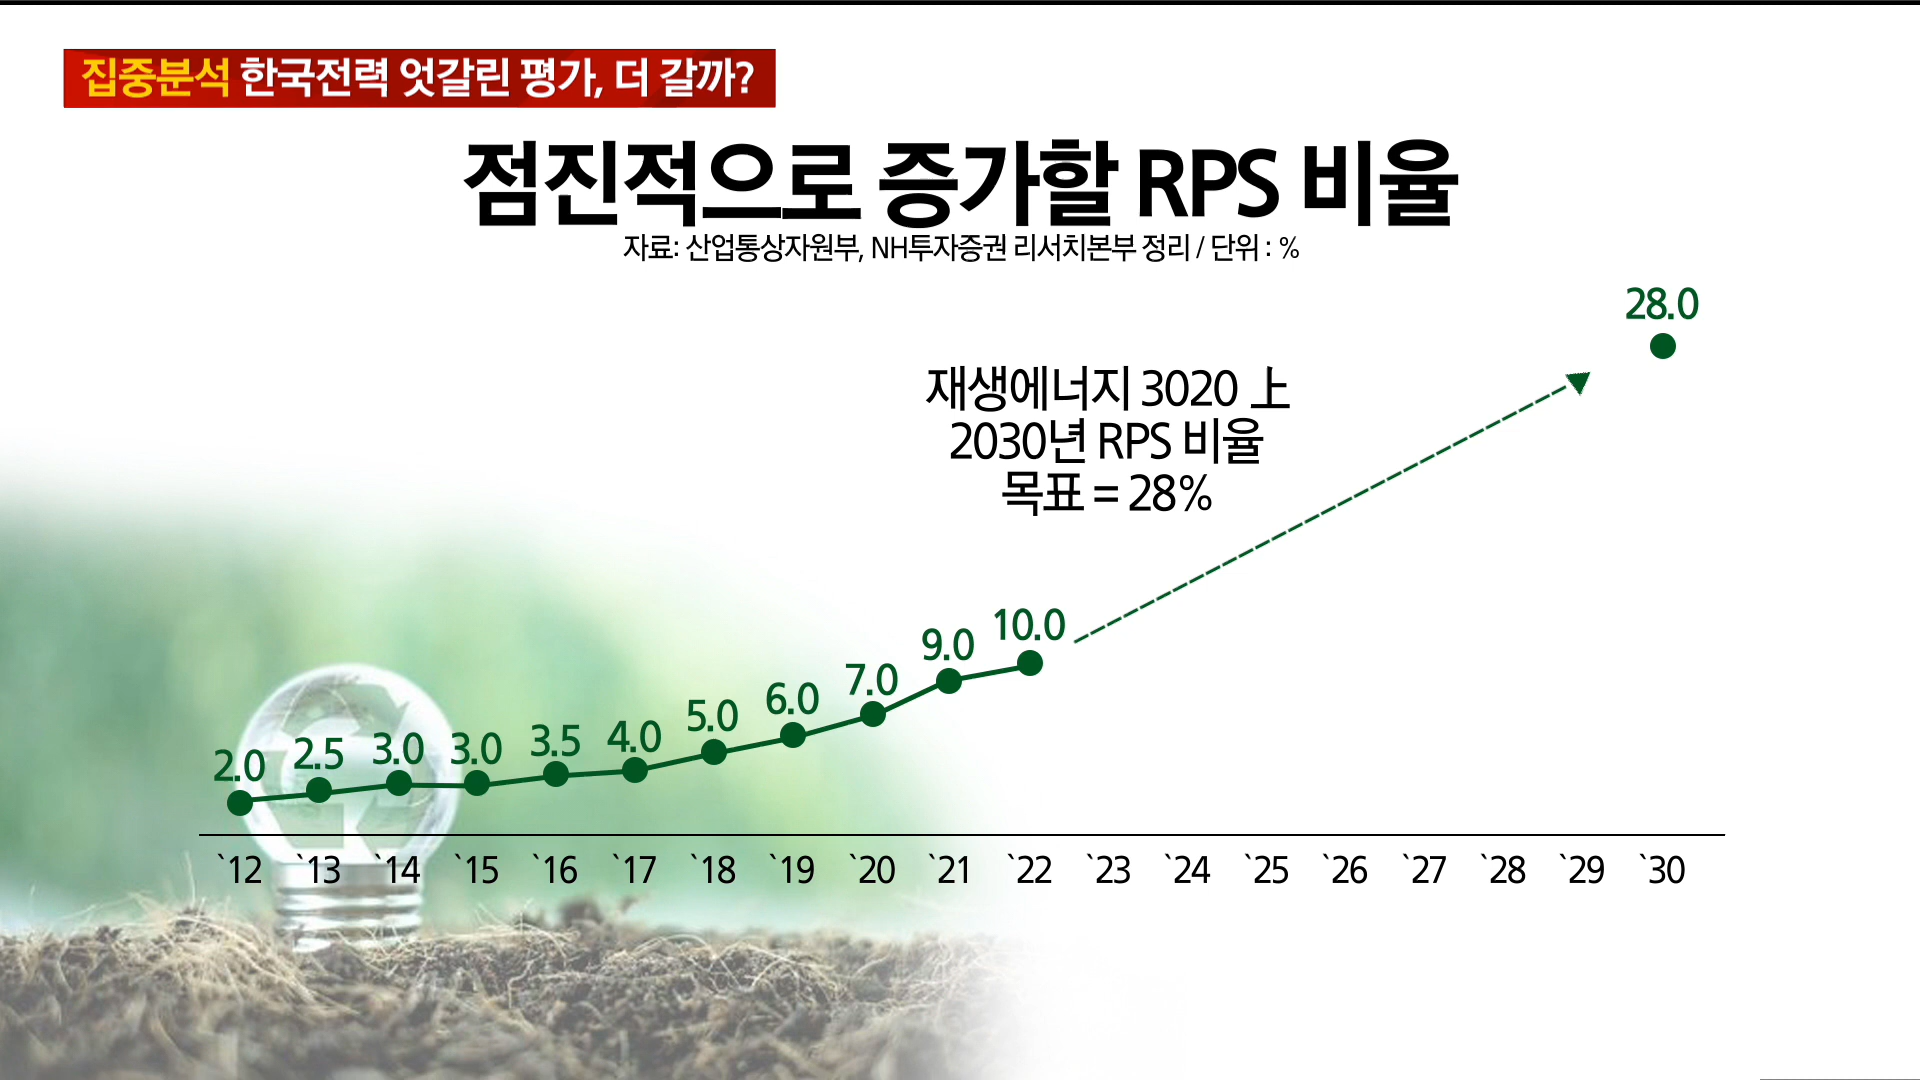 집중분석 한국전력 엇갈린 평가, 더 갈까?
점진적으로 증가할 RPS 비율
자료: 산업통상자원부, NH투자증권 리서치본부 정리 / 단위 : %
28.0
재생에너지 3020 上
2030년 RPS 비율
목표 = 28%
2.0 2.5 3.0 3.0 3.5 4.0 5.0 6.0 7.0 9.0 10.0
`12 `13 `14 `15 `16 `17 `18 `19 `20 `21 `22 `23 `24 `25 `26 `27 `28 `29 `30